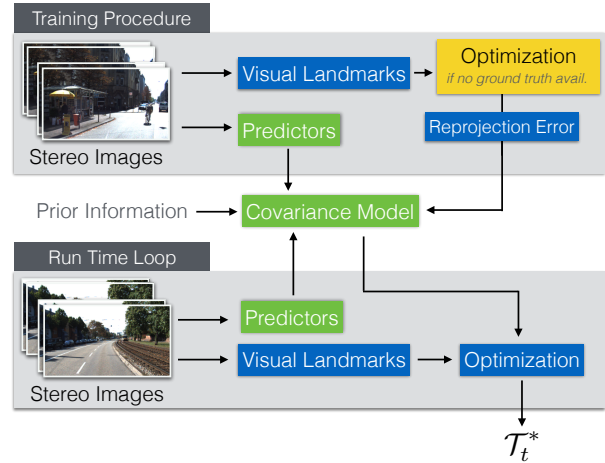 Training Procedure
Visual Landmarks
Optimization
if no ground truth avail.
Predictors
Reprojection Error
Stereo Images
Prior Information
Covariance Model
Run Time Loop
Predictors
Visual Landmarks
Optimization
Stereo Images
𝒯ₜ*